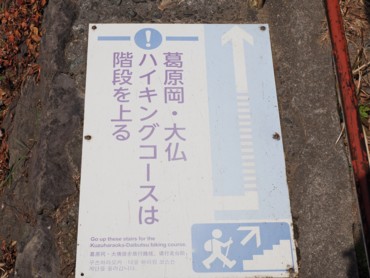 !
葛原岡・大仏
ハイキングコースは
階段を上る
Go up these stairs for the
Kuzuharaoka-Daibutsu hiking course.